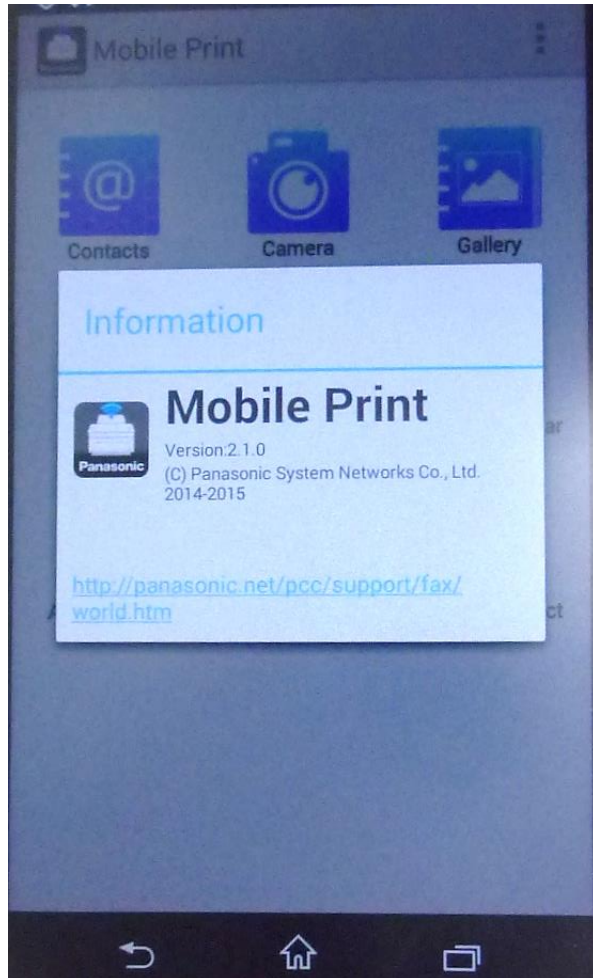 Mobile Print
Contacts
Camera
Gallery
Information
Mobile Print
Panasonic
Version:2.1.0
(C) Panasonic System Networks Co., Ltd.
2014-2015
http://panasonic.net/pcc/support/fax/
world.htm